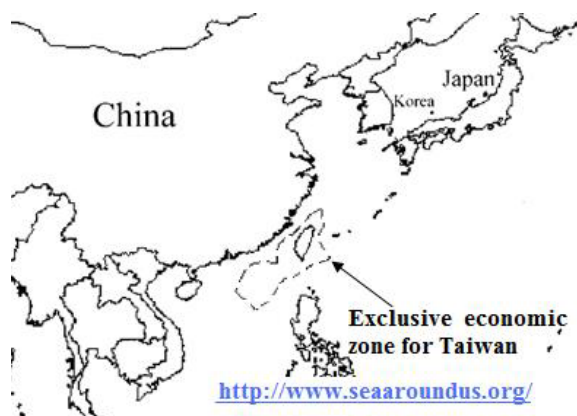 Japan
Korea
China
Exclusive economic
zone for Taiwan
http://www.seaaroundus.org/